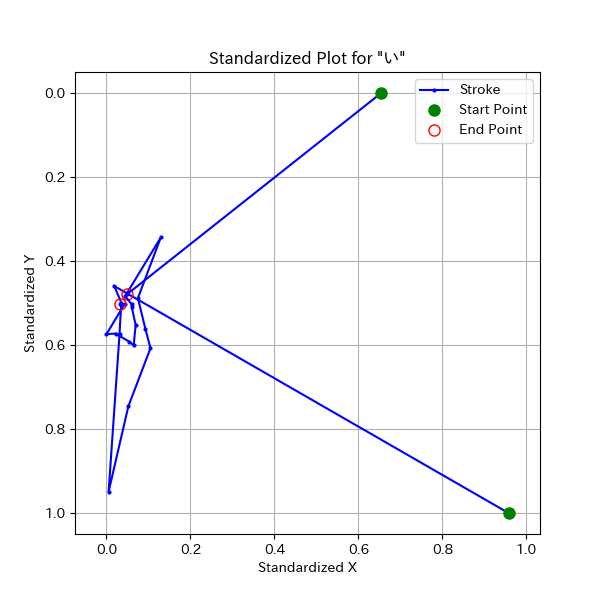 Standardized Plot for "い"
Stroke
Start Point
End Point
0.0
0.2
0.4
0.6
0.8
1.0
Standardized Y
0.0 0.2 0.4 0.6 0.8 1.0
Standardized X